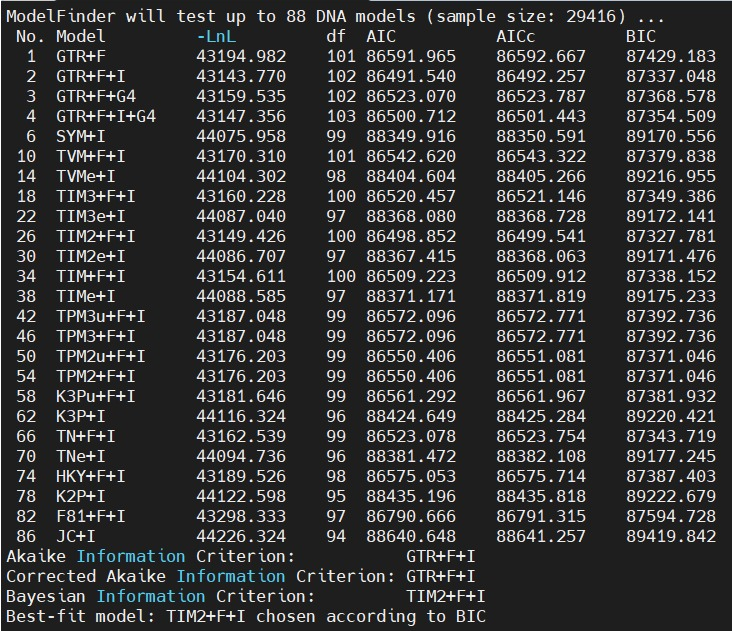 ModelFinder will test up to 88 DNA models (sample size: 29416) ...
No. Model -LnL df AIC AICc BIC
1 GTR+F 43194.982 101 86591.965 86592.667 87429.183
2 GTR+F+I 43143.770 102 86491.540 86492.257 87337.048
3 GTR+F+G4 43159.535 102 86523.070 86523.787 87368.578
4 GTR+F+I+G4 43147.356 103 86500.712 86501.443 87354.509
6 SYM+I 44075.958 99 88349.916 88350.591 89170.556
10 TVM+F+I 43170.310 101 86542.620 86543.322 87379.838
14 TVMe+I 44104.302 98 88404.604 88405.266 89216.955
18 TIM3+F+I 43160.228 100 86520.457 86521.146 87349.386
22 TIM3e+I 44087.040 97 88368.080 88368.728 89172.141
26 TIM2+F+I 43149.426 100 86498.852 86499.541 87327.781
30 TIM2e+I 44086.707 97 88367.415 88368.063 89171.476
34 TIM+F+I 43154.611 100 86509.223 86509.912 87338.152
38 TIMe+I 44088.585 97 88371.171 88371.819 89175.233
42 TPM3u+F+I 43187.048 99 86572.096 86572.771 87392.736
46 TPM3+F+I 43187.048 99 86572.096 86572.771 87392.736
50 TPM2u+F+I 43176.203 99 86550.406 86551.081 87371.046
54 TPM2+F+I 43176.203 99 86550.406 86551.081 87371.046
58 K3Pu+F+I 43181.646 99 86561.292 86561.967 87381.932
62 K3P+I 44116.324 96 88424.649 88425.284 89220.421
66 TN+F+I 43162.539 99 86523.078 86523.754 87343.719
70 TNe+I 44094.736 96 88381.472 88382.108 89177.245
74 HKY+F+I 43189.526 98 86575.053 86575.714 87387.403
78 K2P+I 44122.598 95 88435.196 88435.818 89222.679
82 F81+F+I 43298.333 97 86790.666 86791.315 87594.728
86 JC+I 44226.324 94 88640.648 88641.257 89419.842
Akaike Information Criterion: GTR+F+I
Corrected Akaike Information Criterion: GTR+F+I
Bayesian Information Criterion: TIM2+F+I
Best-fit model: TIM2+F+I chosen according to BIC